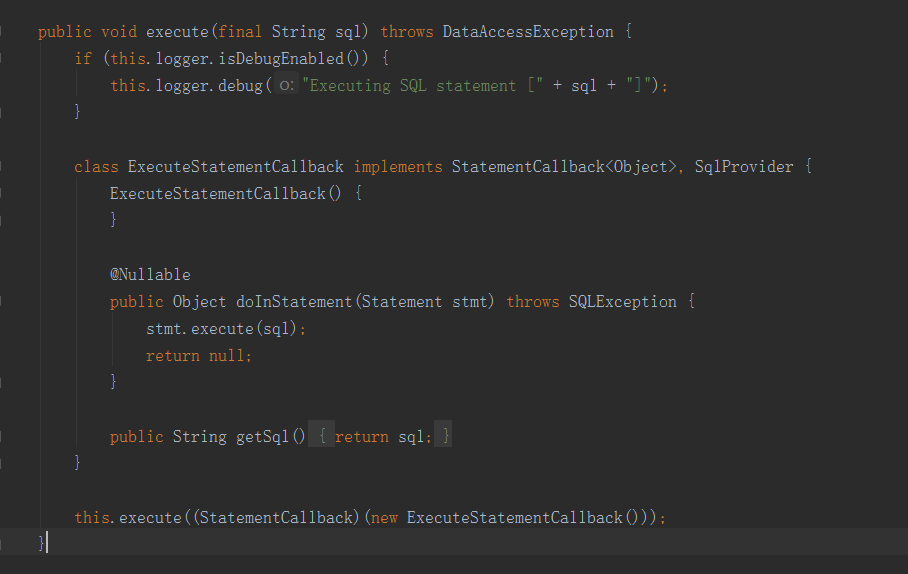 public void execute(final String sql) throws DataAccessException {
if (this.logger.isDebugEnabled()) {
this.logger.debug( o: "Executing SQL statement [" + sql + "]");
}
class ExecuteStatementCallback implements StatementCallback<Object>, SqlProvider {
ExecuteStatementCallback() {
}
@Nullable
public Object doInStatement(Statement stmt) throws SQLException {
stmt.execute(sql);
return null;
}
public String getSql() { return sql; }
}
this.execute((StatementCallback)(new ExecuteStatementCallback()));
}